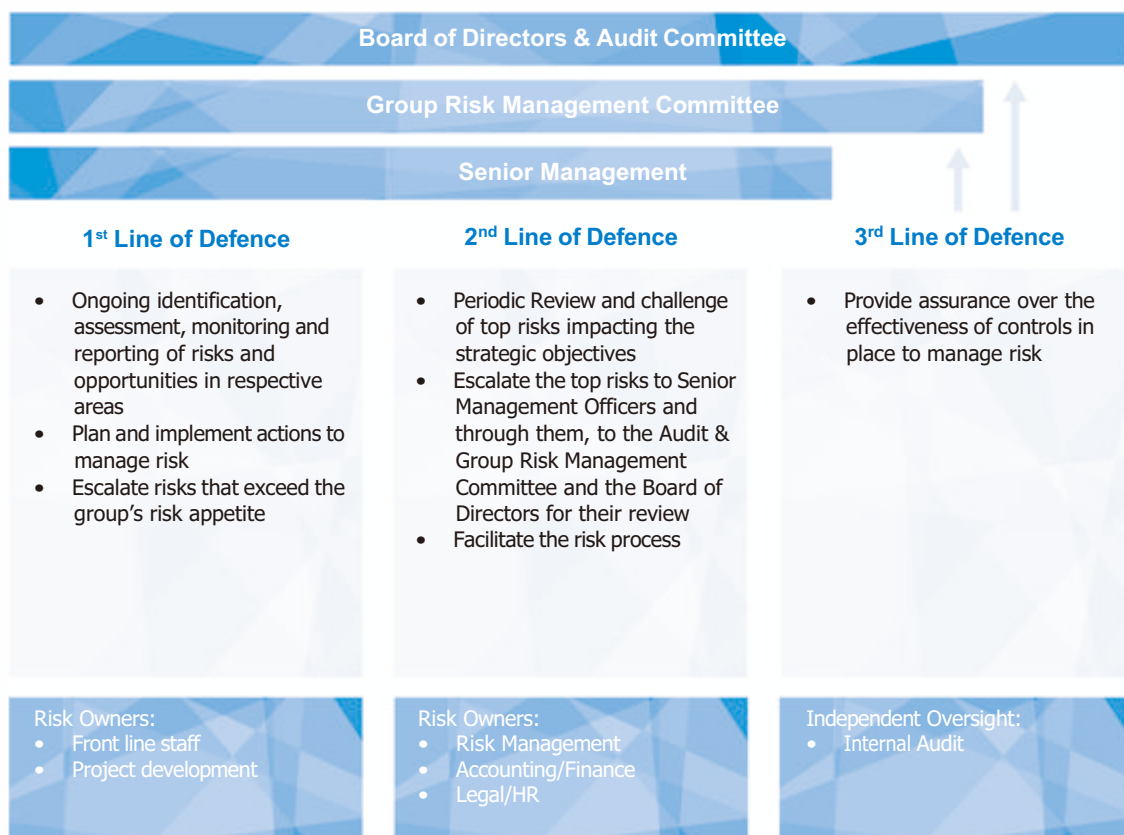 Board of Directors & Audit Committee
Group Risk Management Committee
Senior Management
1st Line of Defence
• Ongoing identification,
assessment, monitoring and
reporting of risks and
opportunities in respective
areas
• Plan and implement actions to
manage risk
• Escalate risks that exceed the
group's risk appetite
Risk Owners:
• Front line staff
• Project development
2nd Line of Defence
• Periodic Review and challenge
of top risks impacting the
strategic objectives
• Escalate the top risks to Senior
Management Officers and
through them, to the Audit &
Group Risk Management
Committee and the Board of
Directors for their review
• Facilitate the risk process
Risk Owners:
• Risk Management
• Accounting/Finance
• Legal/HR
3rd Line of Defence
• Provide assurance over the
effectiveness of controls in
place to manage risk
Independent Oversight:
• Internal Audit